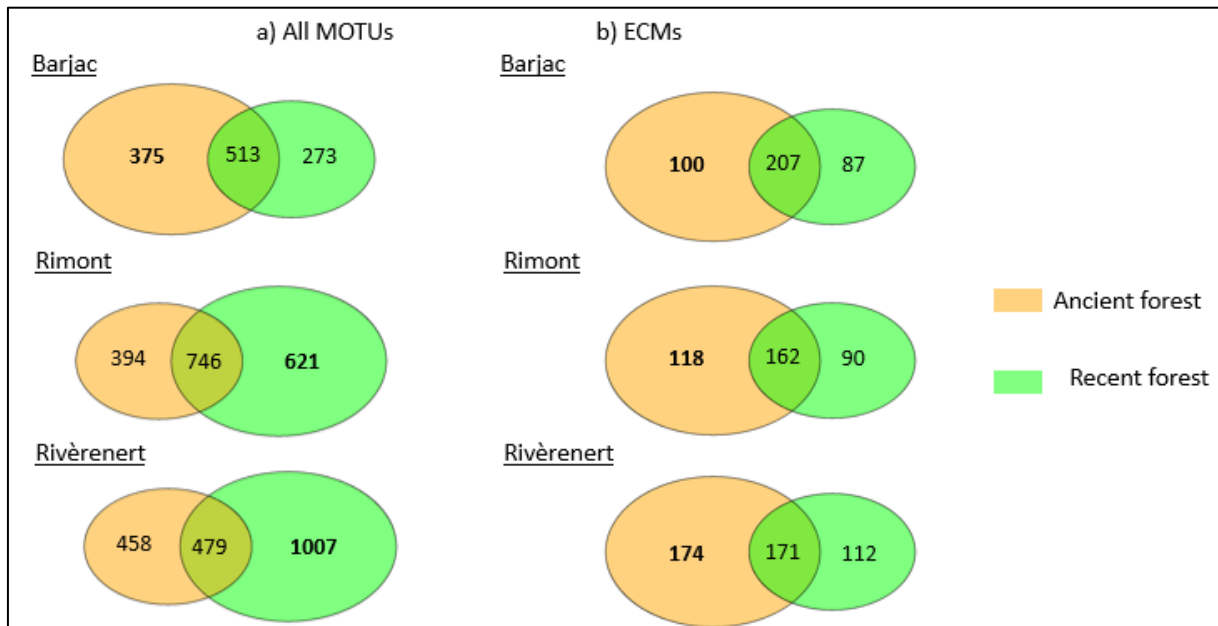 a) All MOTUs
b) ECMs
Barjac
375 513 273
Barjac
100 207 87
Rimont
394 746 621
Rimont
118 162 90
Rivèrenert
458 479 1007
Rivèrenert
174 171 112
Ancient forest
Recent forest